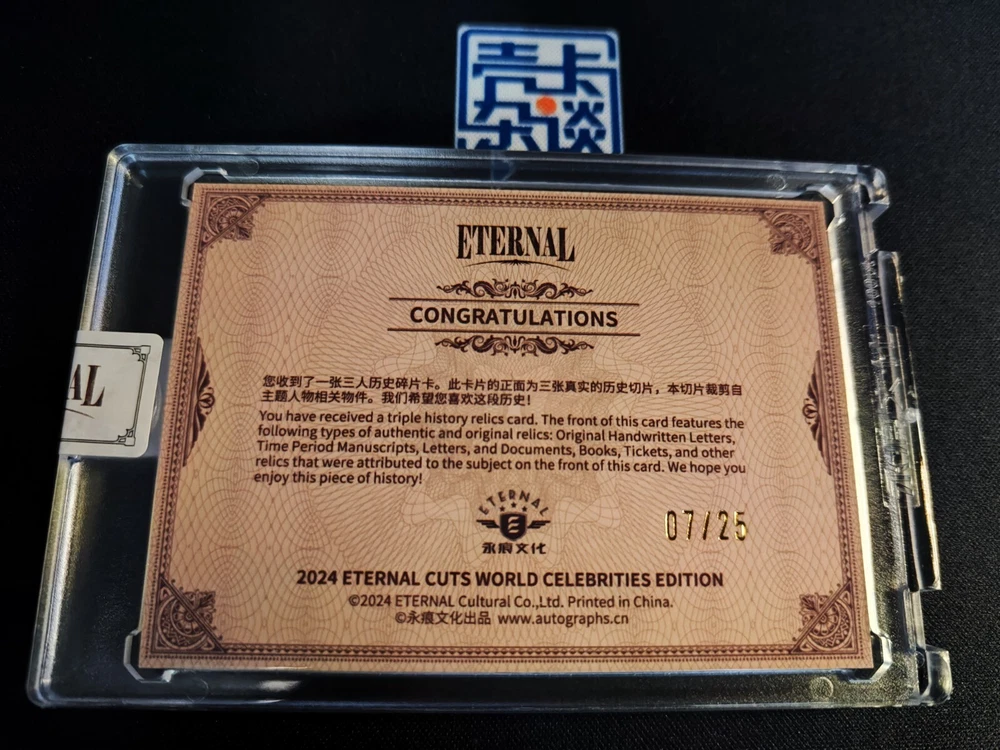 壳卡
杂谈
ETERNAL
CONGRATULATIONS
AL
您收到了一张三人历史碎片卡。此卡片的正面为三张真实的历史切片，本切片裁剪自
主题人物相关物件。我们希望您喜欢这段历史！
You have received a triple history relics card. The front of this card features the
following types of authentic and original relics: Original Handwritten Letters,
Time Period Manuscripts, Letters, and Documents, Books, Tickets, and other
relics that were attributed to the subject on the front of this card. We hope you
enjoy this piece of history!
ETERNAL
E
永痕文化
07/25
2024 ETERNAL CUTS WORLD CELEBRITIES EDITION
©2024 ETERNAL Cultural Co.,Ltd. Printed in China.
©永痕文化出品 www.autographs.cn